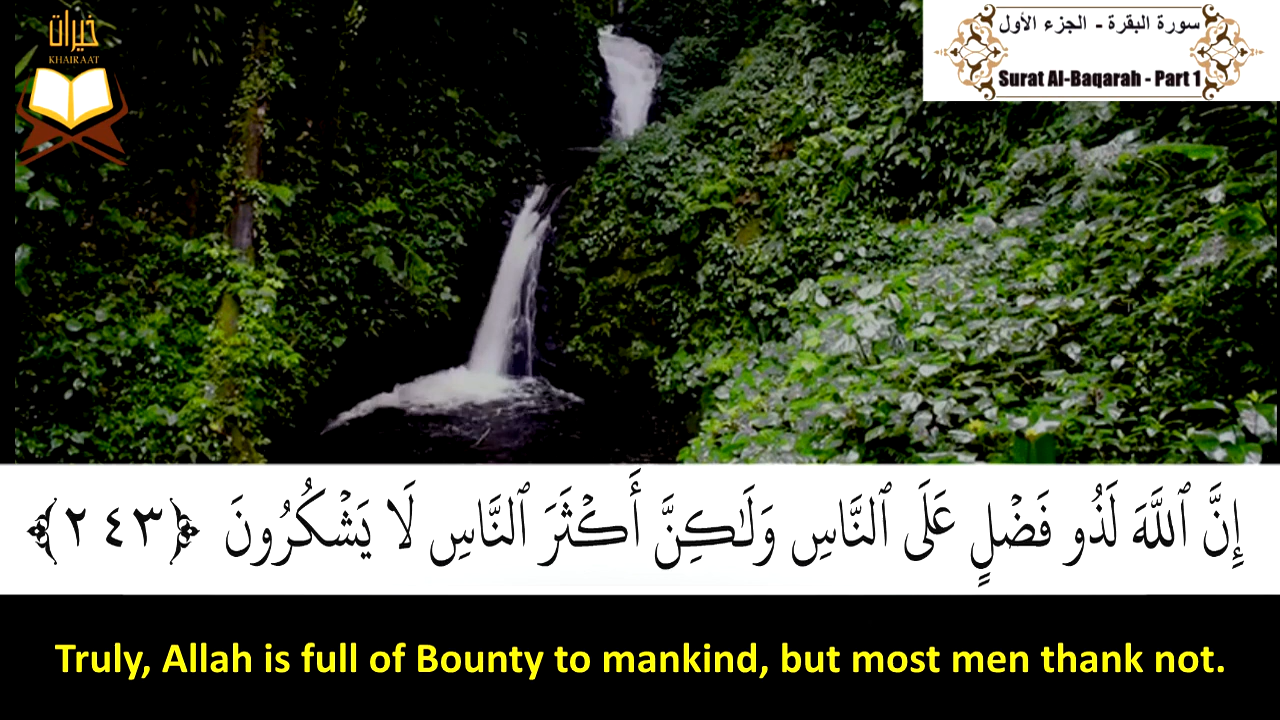 خيرات
KHAIRAAT
سورة البقرة - الجزء الأول
Surat Al-Baqarah - Part 1
إِنَّ ٱللَّهَ لَذُو فَضْلٍ عَلَى ٱلنَّاسِ وَلَٰكِنَّ أَكْثَرَ ٱلنَّاسِ لَا يَشْكُرُونَ ﴿٢٤٣﴾
Truly, Allah is full of Bounty to mankind, but most men thank not.